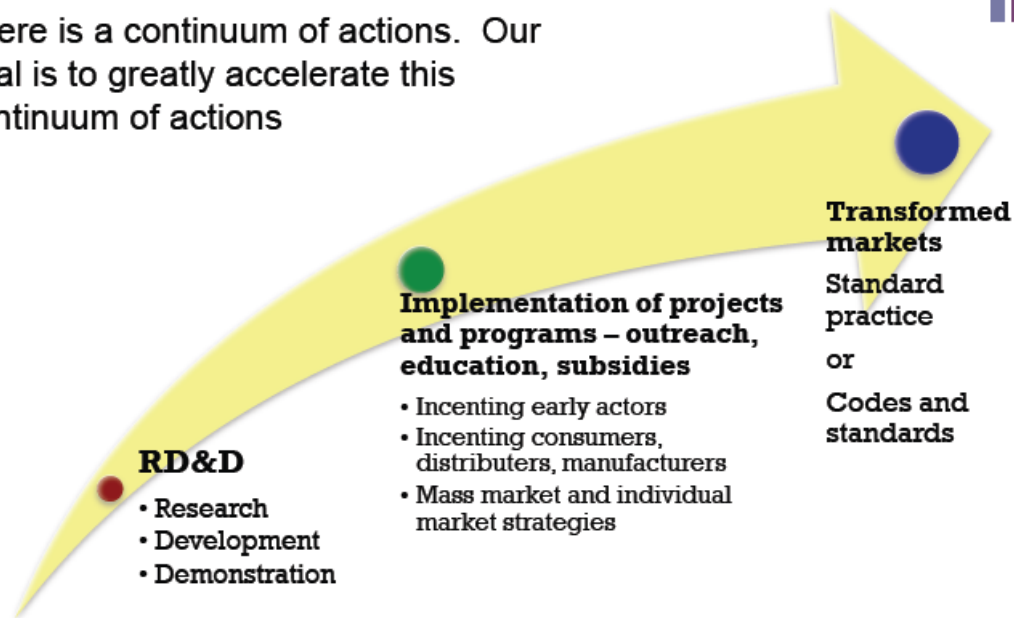 ere is a continuum of actions.  Our
al is to greatly accelerate this
ntinuum of actions
Transformed
markets
Standard
practice
or
Codes and
standards
Implementation of projects
and programs – outreach,
education, subsidies
• Incenting early actors
• Incenting consumers,
distributers, manufacturers
• Mass market and individual
market strategies
RD&D
• Research
• Development
• Demonstration